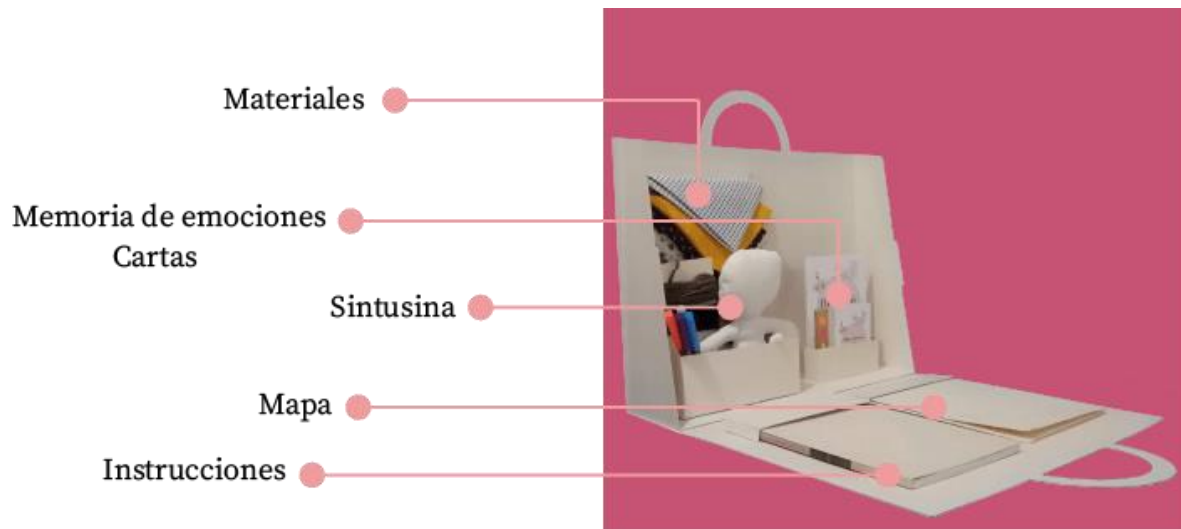 Materiales
Memoria de emociones
Cartas
Sintusina
Mapa
Instrucciones